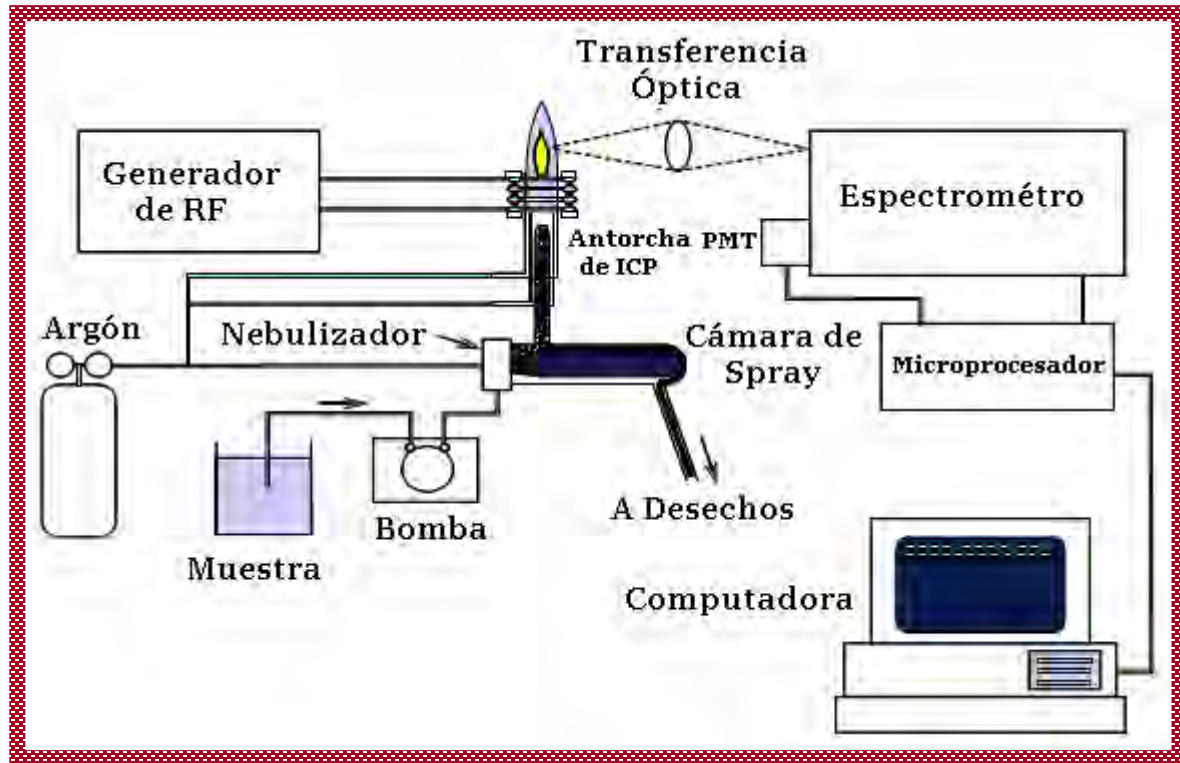 Transferencia
Óptica
Generador
de RF
Espectrométro
Antorcha
de ICP
PMT
Argón
Nebulizador
Cámara de
Spray
Microprocesador
Muestra
Bomba
A Desechos
Computadora